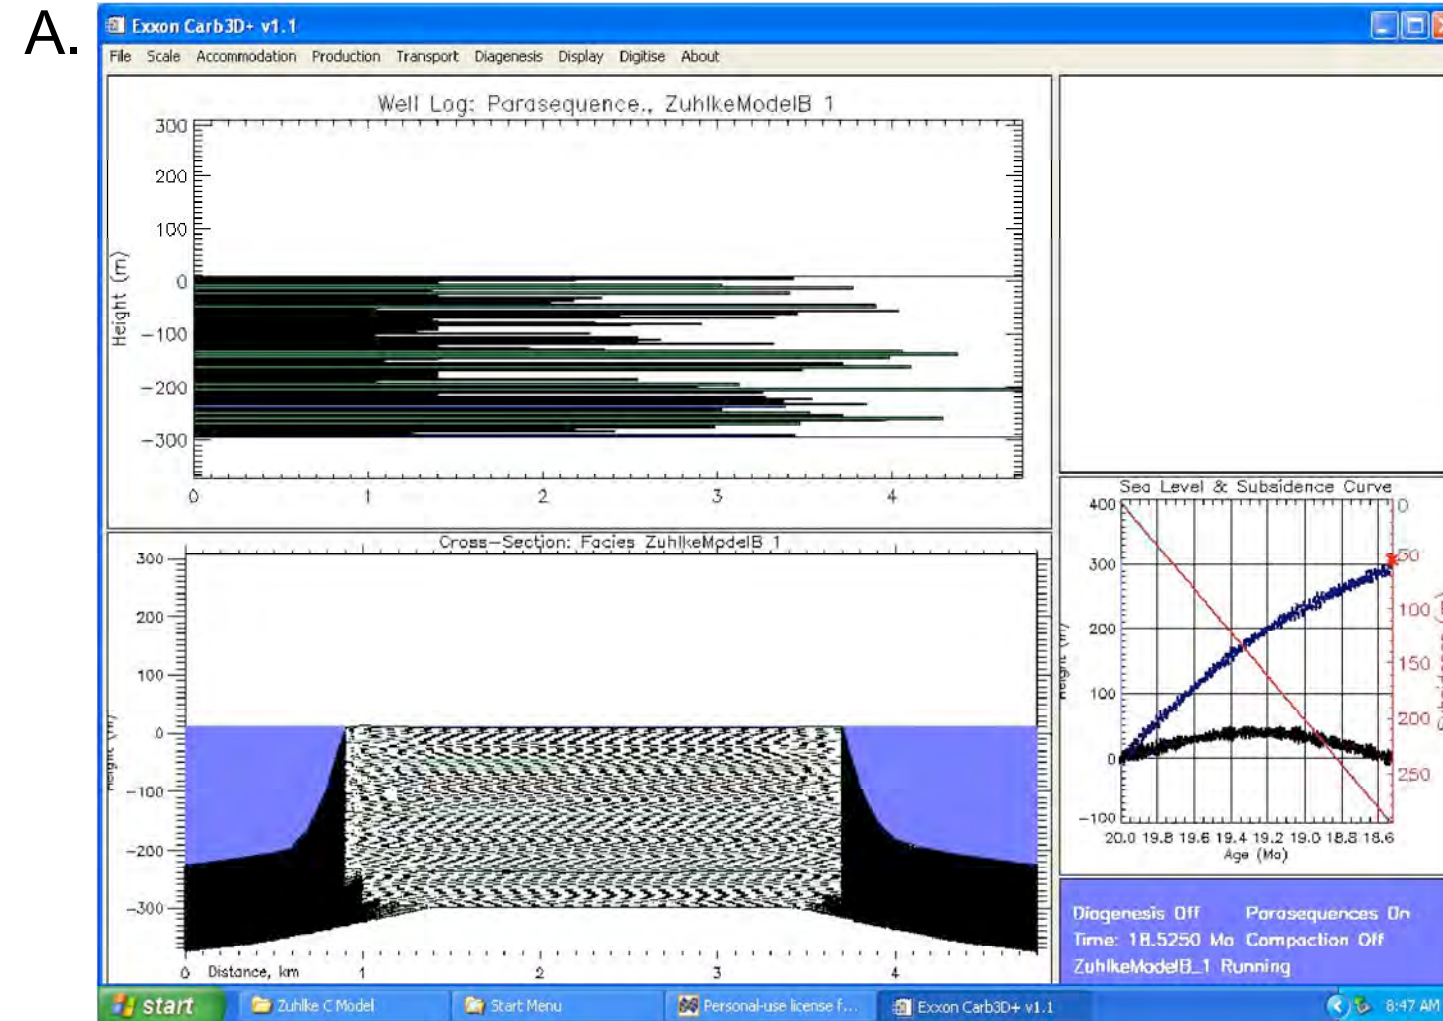 A.
Exxon Carb3D+ v1.1
File Scale Accommodation Production Transport Diagenesis Display Digitise About
Well Log: Parasequence., ZuhlkeModelB 1
300
200
100
0
-100
-200
-300
Height (m)
0 1 2 3 4
Cross-Section: Facies ZuhlkeModelB 1
300
200
100
0
-100
-200
-300
0 Distance, km 1 2 3 4
Sea Level & Subsidence Curve
400
300
200
100
0
-100
0
50
100
150
200
250
20.0 19.8 19.6 19.4 19.2 19.0 18.8 18.6
Age (Ma)
Diagenesis Off Parasequences On
Time: 18.5250 Ma Compaction Off
ZuhlkeModelB_1 Running
start Zuhlke C Model Start Menu Personal-use license f... Exxon Carb3D+ v1.1 8:47 AM